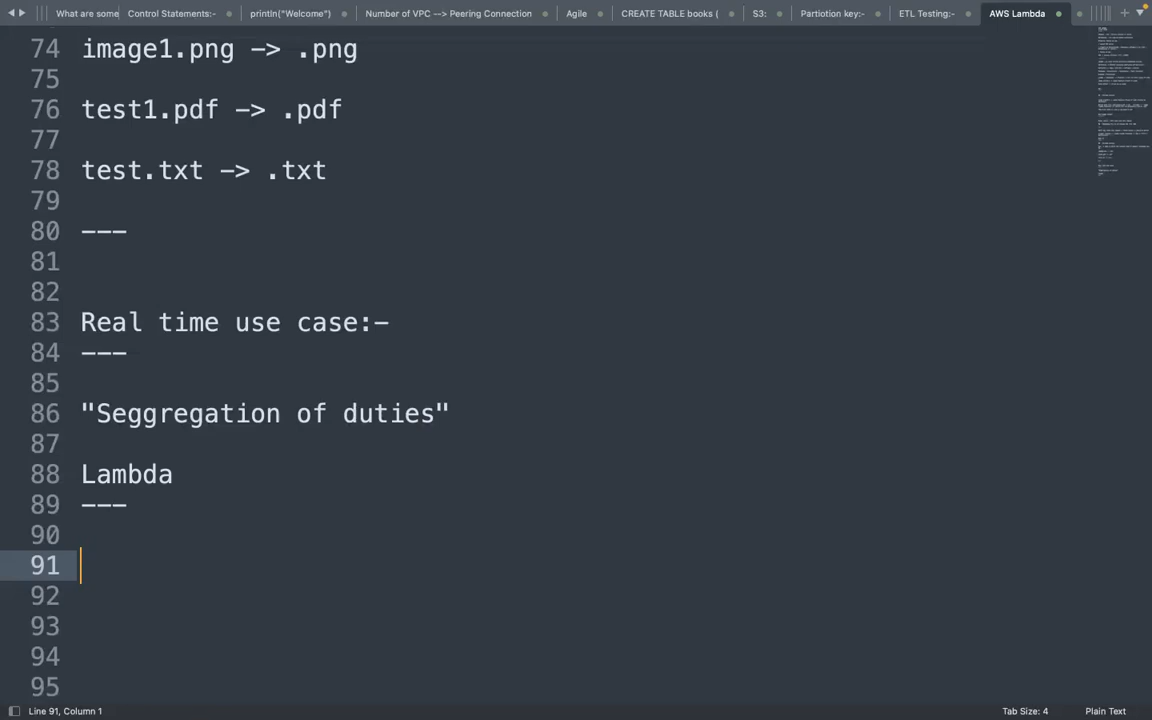 What are some
Control Statements:-
println("Welcome")
Number of VPC --> Peering Connection
Agile
CREATE TABLE books (
S3:
Partiotion key:-
ETL Testing:-
AWS Lambda
74 image1.png -> .png
75
76 test1.pdf -> .pdf
77
78 test.txt -> .txt
79
80 ---
81
82
83 Real time use case:-
84 ---
85
86 "Seggregation of duties"
87
88 Lambda
89 ---
90
91
92
93
94
95
Line 91, Column 1
Tab Size: 4
Plain Text